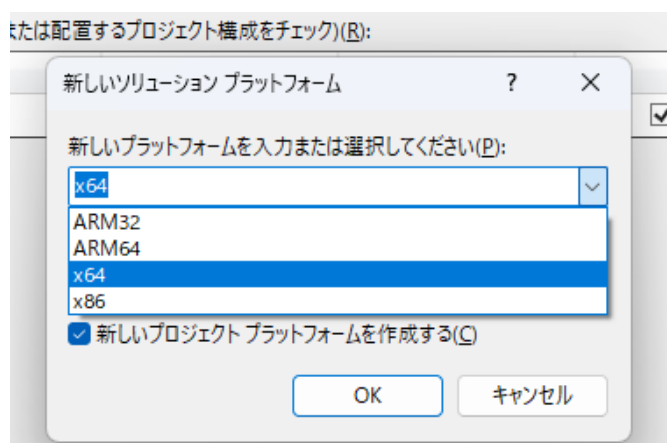 または配置するプロジェクト構成をチェック)(R):
新しいソリューション プラットフォーム ?
新しいプラットフォームを入力または選択してください(P):
x64
ARM32
ARM64
x64
x86
新しいプロジェクト プラットフォームを作成する(C)
OK キャンセル